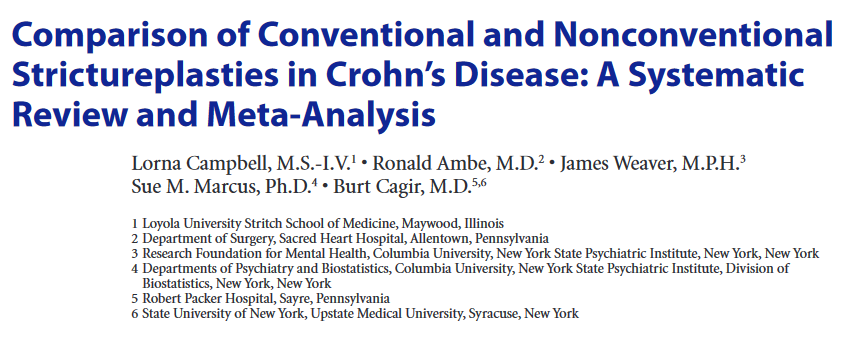 Comparison of Conventional and Nonconventional
Strictureplasties in Crohn’s Disease: A Systematic
Review and Meta-Analysis
Lorna Campbell, M.S.-I.V.¹ • Ronald Ambe, M.D.² • James Weaver, M.P.H.³
Sue M. Marcus, Ph.D.⁴ • Burt Cagir, M.D.⁵,⁶
1 Loyola University Stritch School of Medicine, Maywood, Illinois
2 Department of Surgery, Sacred Heart Hospital, Allentown, Pennsylvania
3 Research Foundation for Mental Health, Columbia University, New York State Psychiatric Institute, New York, New York
4 Departments of Psychiatry and Biostatistics, Columbia University, New York State Psychiatric Institute, Division of
Biostatistics, New York, New York
5 Robert Packer Hospital, Sayre, Pennsylvania
6 State University of New York, Upstate Medical University, Syracuse, New York